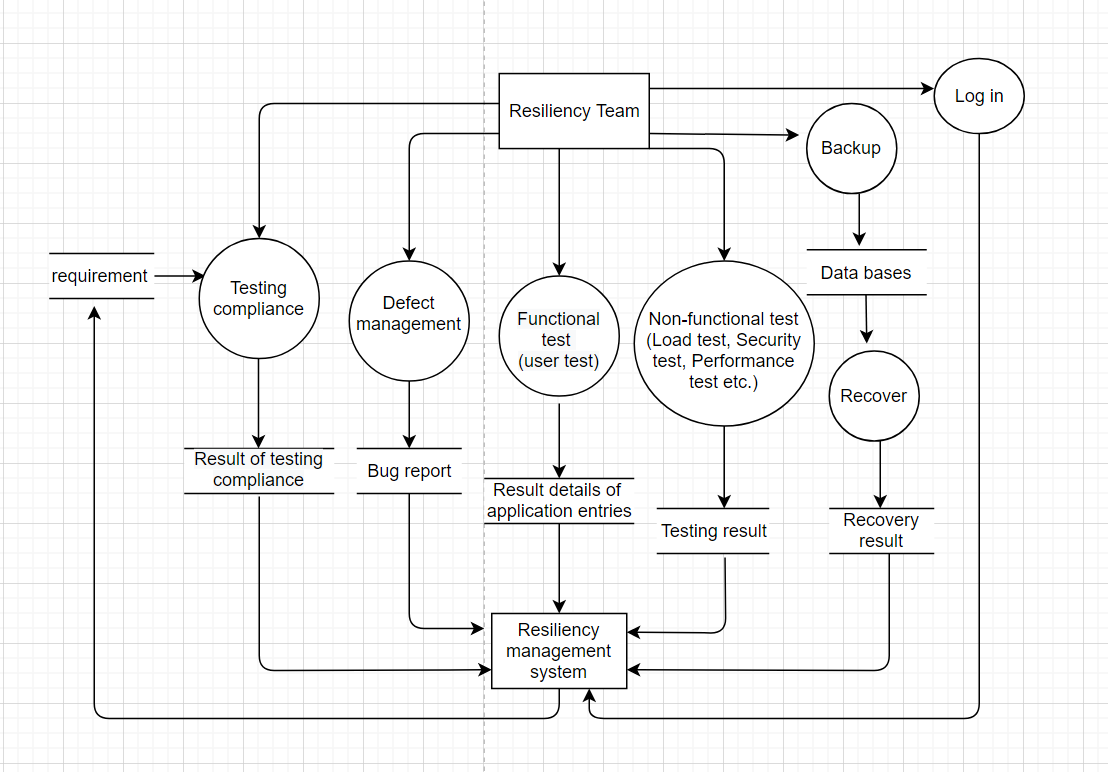 Resiliency Team
Log in
Backup
requirement
Testing
compliance
Defect
management
Functional
test
(user test)
Non-functional test
(Load test, Security
test, Performance
test etc.)
Data bases
Recover
Result of testing
compliance
Bug report
Result details of
application entries
Testing result
Recovery
result
Resiliency
management
system